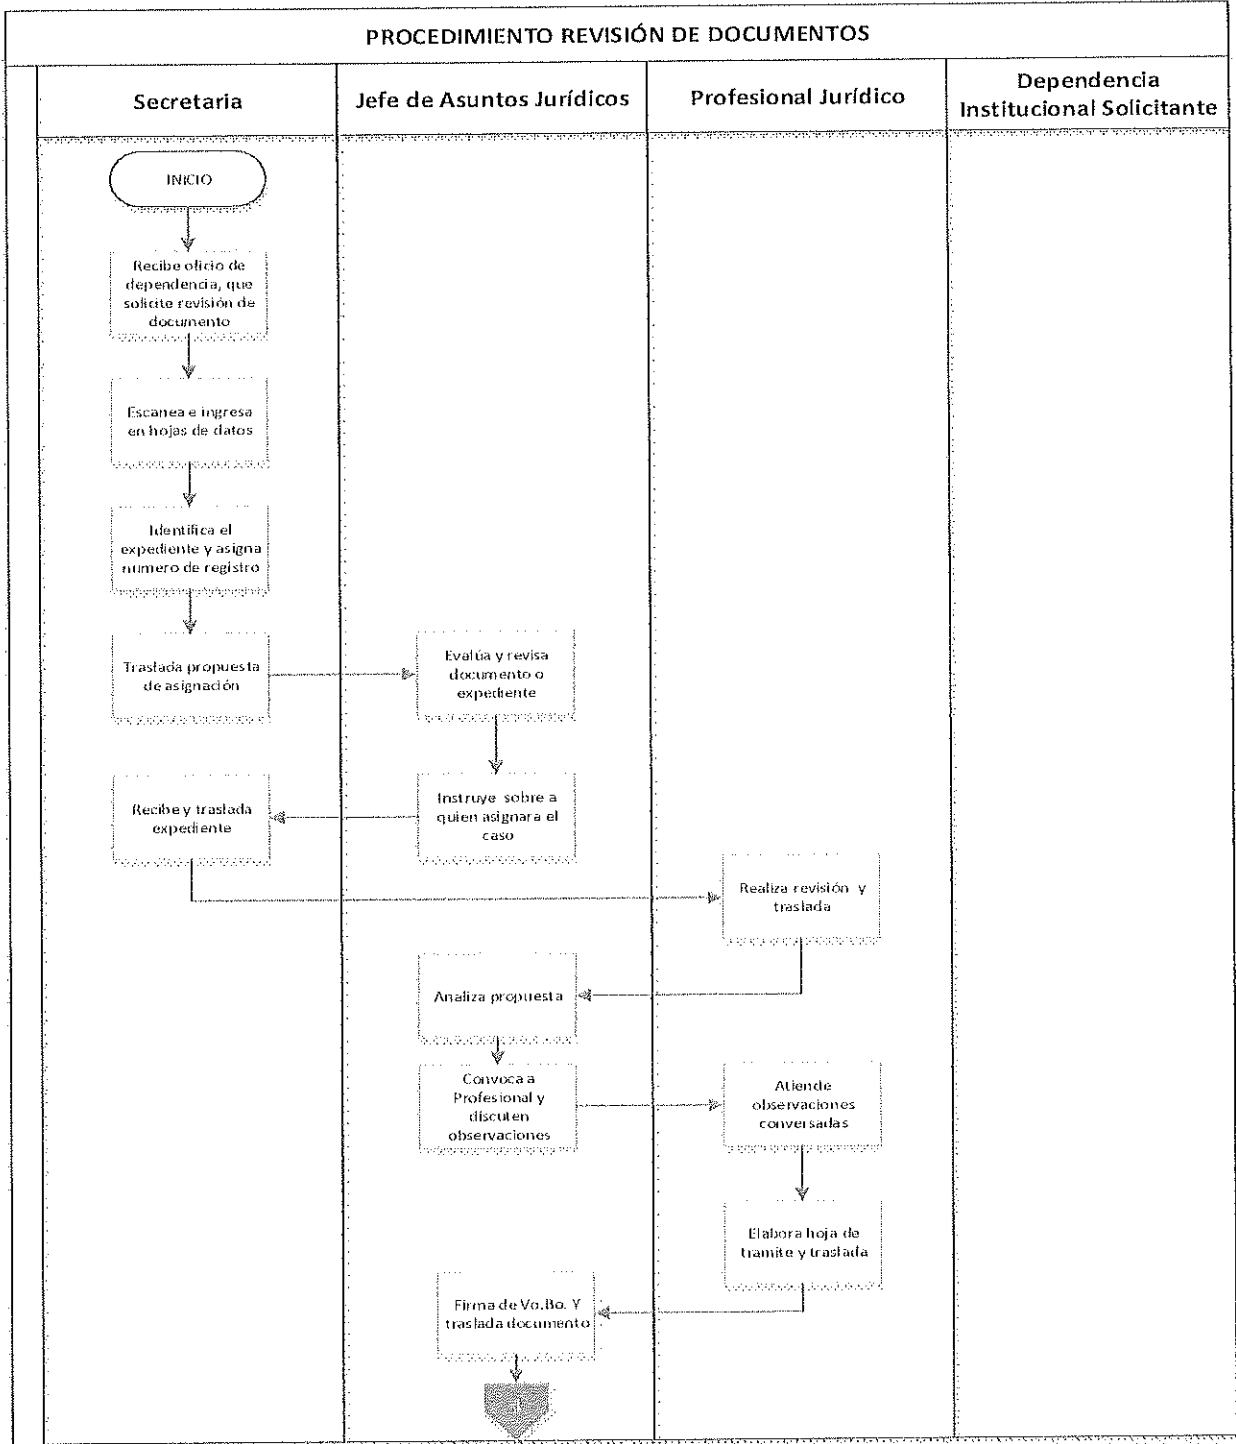 PROCEDIMIENTO REVISIÓN DE DOCUMENTOS
Secretaria
Jefe de Asuntos Jurídicos
Profesional Jurídico
Dependencia
Institucional Solicitante
INICIO
Recibe oficio de
dependencia, que
solicite revisión de
documento
Escanea e ingresa
en hojas de datos
Identifica el
expediente y asigna
numero de registro
Traslada propuesta
de asignación
Evalúa y revisa
documento o
expediente
Instruye sobre a
quien asignara el
caso
Recibe y traslada
expediente
Realiza revisión y
traslada
Analiza propuesta
Convoca a
Profesional y
discuten
observaciones
Atiende
observaciones
conversadas
Elabora hoja de
tramite y traslada
Firma de Vo.Bo. Y
traslada documento